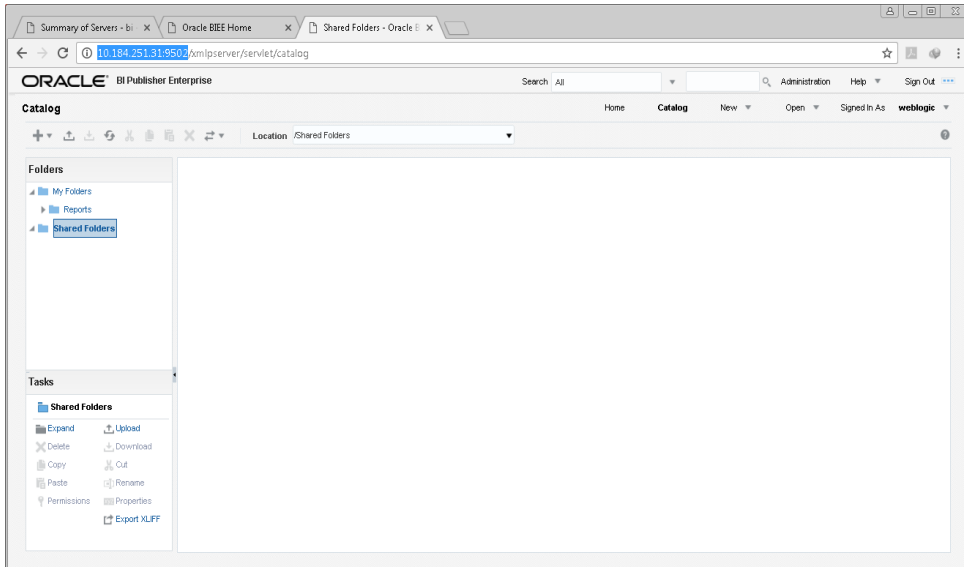 Summary of Servers - bi
Oracle BIEE Home
Shared Folders - Oracle B
10.184.251.31:9502/xmlpserver/servlet/catalog
ORACLE BI Publisher Enterprise
Search All
Administration Help Sign Out
Catalog
Home Catalog New Open Signed In As weblogic
Location /Shared Folders
Folders
My Folders
Reports
Shared Folders
Tasks
Shared Folders
Expand Upload
Delete Download
Copy Cut
Paste Rename
Permissions Properties
Export XLIFF